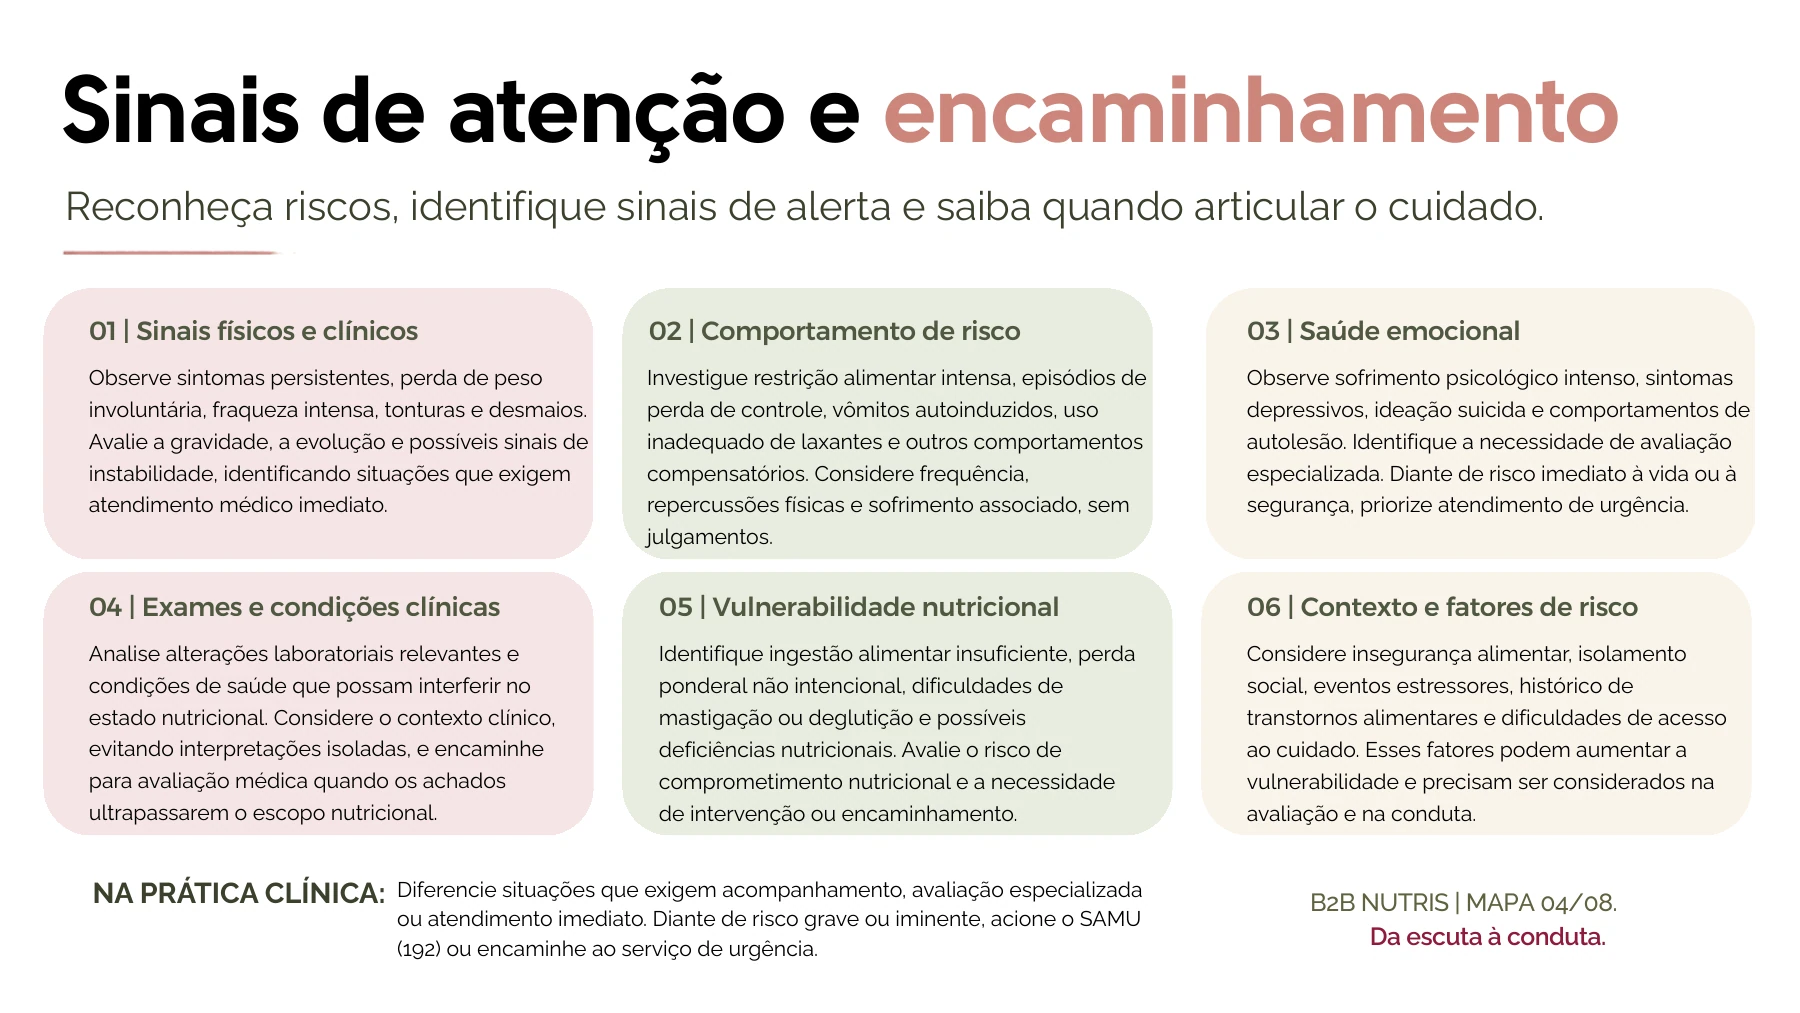 Sinais de atenção e encaminhamento
Reconheça riscos, identifique sinais de alerta e saiba quando articular o cuidado.
01 | Sinais físicos e clínicos
Observe sintomas persistentes, perda de peso
involuntária, fraqueza intensa, tonturas e desmaios.
Avalie a gravidade, a evolução e possíveis sinais de
instabilidade, identificando situações que exigem
atendimento médico imediato.
02 | Comportamento de risco
Investigue restrição alimentar intensa, episódios de
perda de controle, vômitos autoinduzidos, uso
inadequado de laxantes e outros comportamentos
compensatórios. Considere frequência,
repercussões físicas e sofrimento associado, sem
julgamentos.
03 | Saúde emocional
Observe sofrimento psicológico intenso, sintomas
depressivos, ideação suicida e comportamentos de
autolesão. Identifique a necessidade de avaliação
especializada. Diante de risco imediato à vida ou à
segurança, priorize atendimento de urgência.
04 | Exames e condições clínicas
Analise alterações laboratoriais relevantes e
condições de saúde que possam interferir no
estado nutricional. Considere o contexto clínico,
evitando interpretações isoladas, e encaminhe
para avaliação médica quando os achados
ultrapassarem o escopo nutricional.
05 | Vulnerabilidade nutricional
Identifique ingestão alimentar insuficiente, perda
ponderal não intencional, dificuldades de
mastigação ou deglutição e possíveis
deficiências nutricionais. Avalie o risco de
comprometimento nutricional e a necessidade
de intervenção ou encaminhamento.
06 | Contexto e fatores de risco
Considere insegurança alimentar, isolamento
social, eventos estressores, histórico de
transtornos alimentares e dificuldades de acesso
ao cuidado. Esses fatores podem aumentar a
vulnerabilidade e precisam ser considerados na
avaliação e na conduta.
NA PRÁTICA CLÍNICA: Diferencie situações que exigem acompanhamento, avaliação especializada
ou atendimento imediato. Diante de risco grave ou iminente, acione o SAMU
(192) ou encaminhe ao serviço de urgência.
B2B NUTRIS | MAPA 04/08.
Da escuta à conduta.